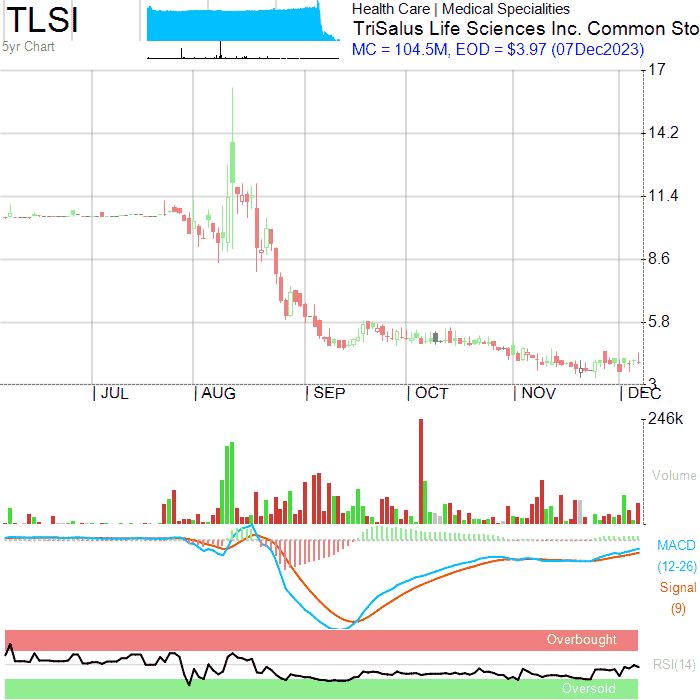 TLSI
5yr Chart
Health Care | Medical Specialities
TriSalus Life Sciences Inc. Common Sto
MC = 104.5M, EOD = $3.97 (07Dec2023)
17
14.2
11.4
8.6
5.8
3
JUL
AUG
SEP
OCT
NOV
DEC
246k
Volume
MACD
(12-26)
Signal
(9)
Overbought
RSI(14)
Oversold